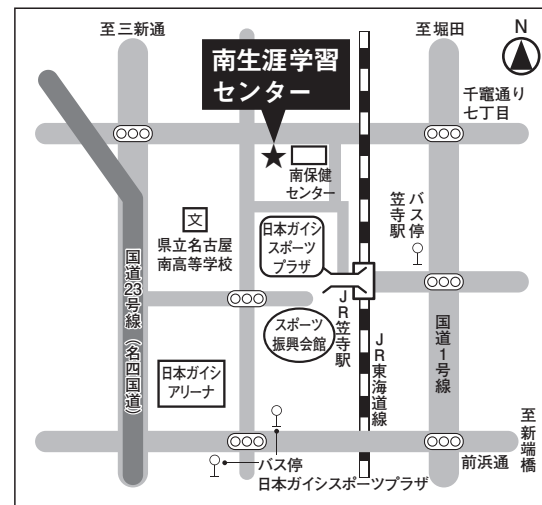 至三新通
至堀田
N
南生涯学習
センター
千竈通り
七丁目
南保健
センター
文
県立名古屋
南高等学校
日本ガイシ
スポーツ
プラザ
バス停
笠寺駅
国道23号線（名四国道）
JR笠寺駅
スポーツ
振興会館
JR東海道線
国道1号線
日本ガイシ
アリーナ
至新端橋
バス停
日本ガイシスポーツプラザ
前浜通